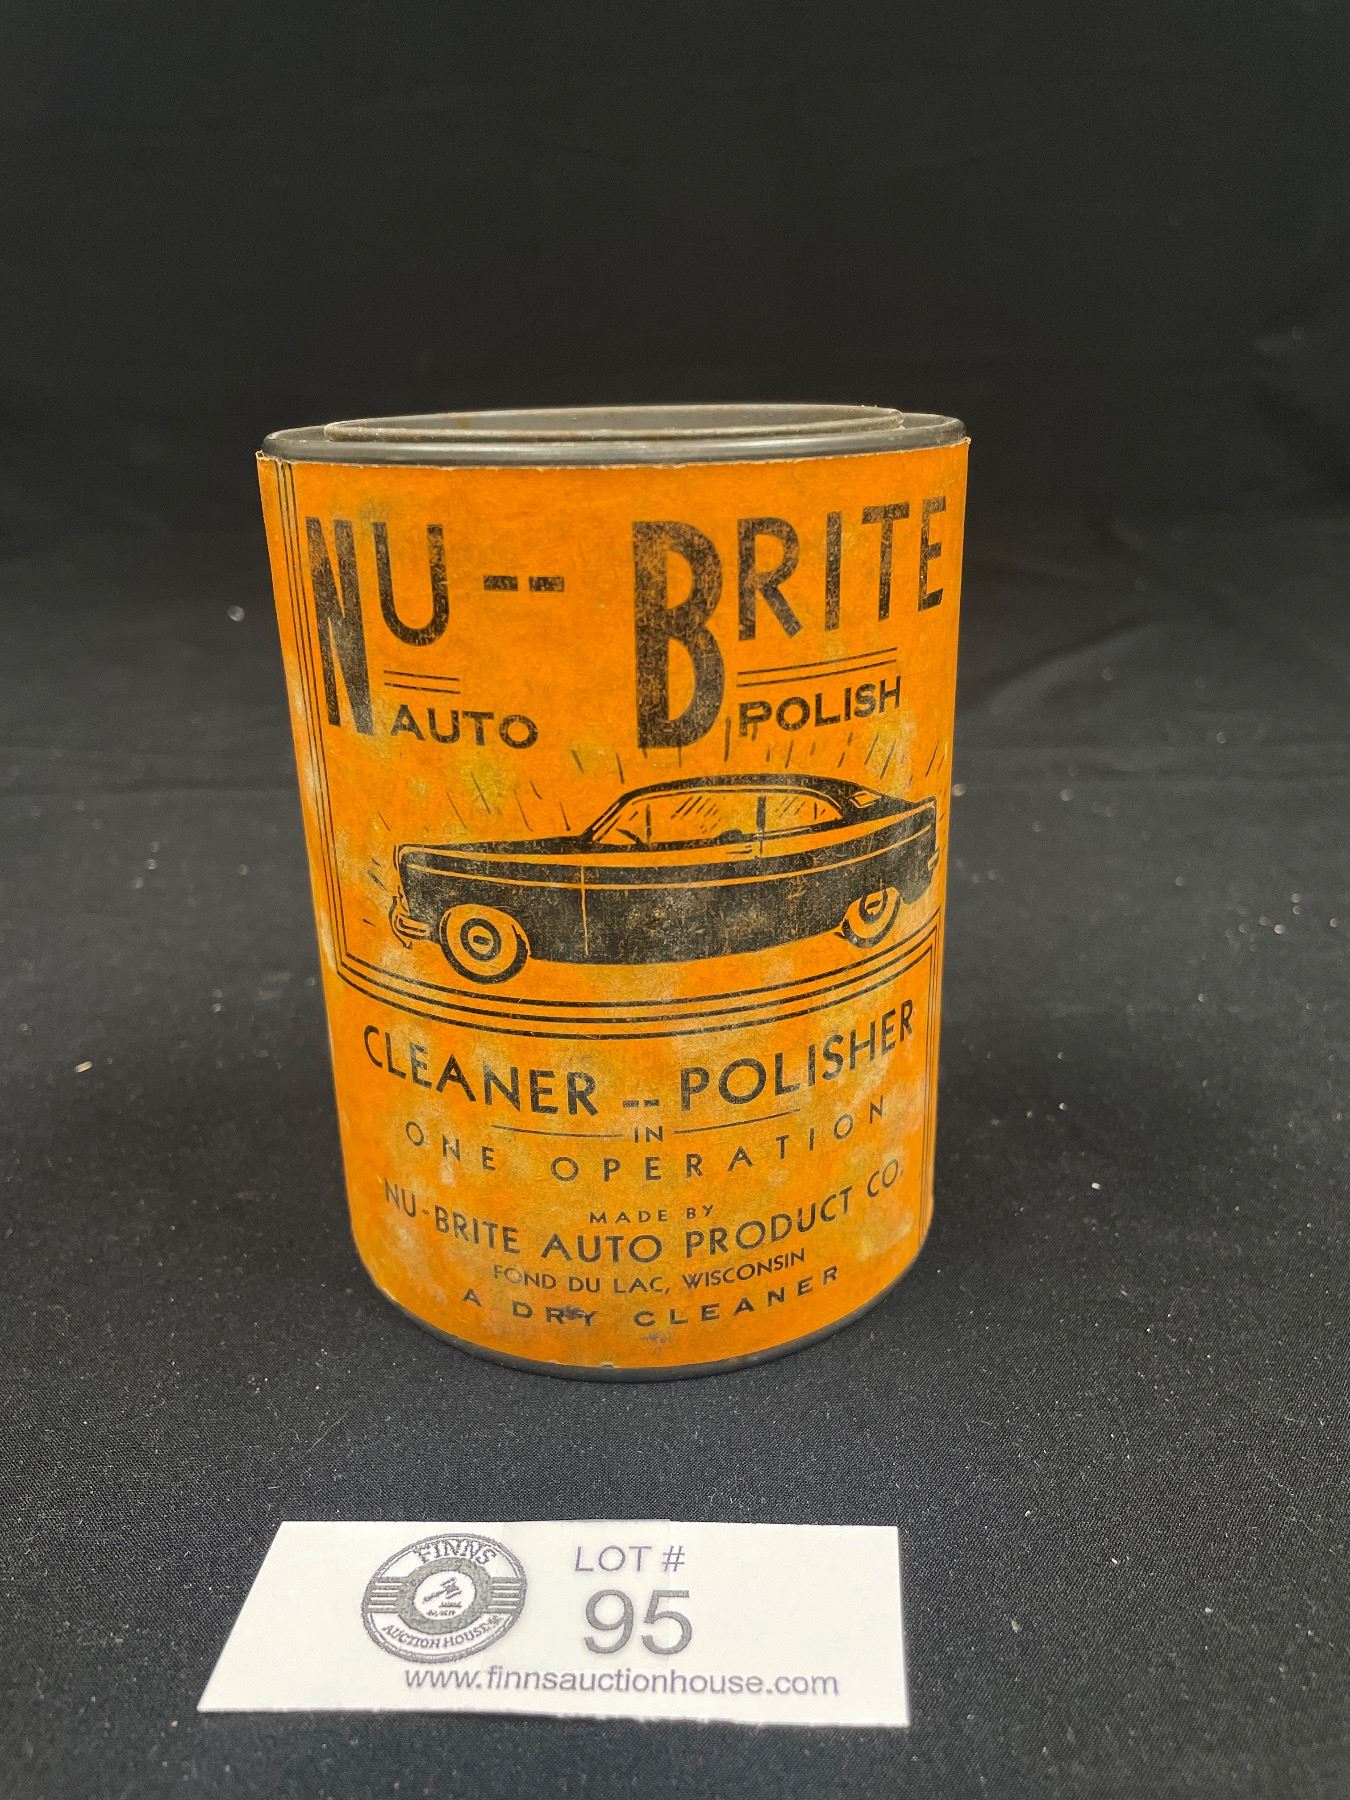 NU-- BRITE
AUTO POLISH
CLEANER -- POLISHER
IN
ONE OPERATION
MADE BY
NU-BRITE AUTO PRODUCT CO.
FOND DU LAC, WISCONSIN
A DRY CLEANER
FINNS
AUCTION HOUSE
LOT #
95
www.finnsauctionhouse.com